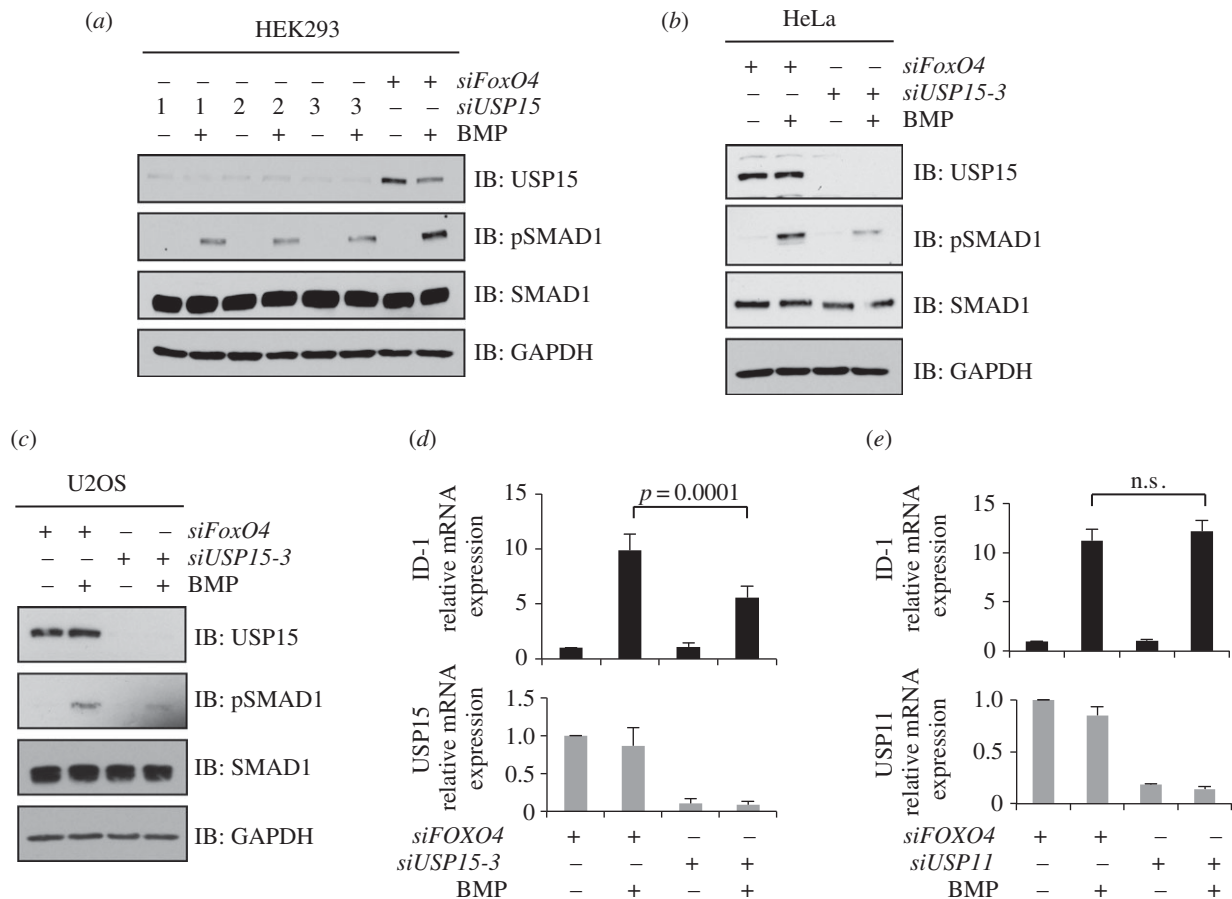 (a)
HEK293
– – – – – – + + siFoxO4
1 1 2 2 3 3 – – siUSP15
– + – + – + – + BMP
IB: USP15
IB: pSMAD1
IB: SMAD1
IB: GAPDH
(b)
HeLa
+ + – – siFoxO4
– – + + siUSP15-3
– + – + BMP
IB: USP15
IB: pSMAD1
IB: SMAD1
IB: GAPDH
(c)
U2OS
+ + – – siFoxO4
– – + + siUSP15-3
– + – + BMP
IB: USP15
IB: pSMAD1
IB: SMAD1
IB: GAPDH
(d)
ID-1
relative mRNA
expression
15
10
5
0
p = 0.0001
USP15
relative mRNA
expression
1.5
1.0
0.5
0
siFOXO4 + + – –
siUSP15-3 – – + +
BMP – + – +
(e)
ID-1
relative mRNA
expression
15
10
5
0
n.s.
USP11
relative mRNA
expression
1.0
0.5
0
siFOXO4 + + – –
siUSP11 – – + +
BMP – + – +